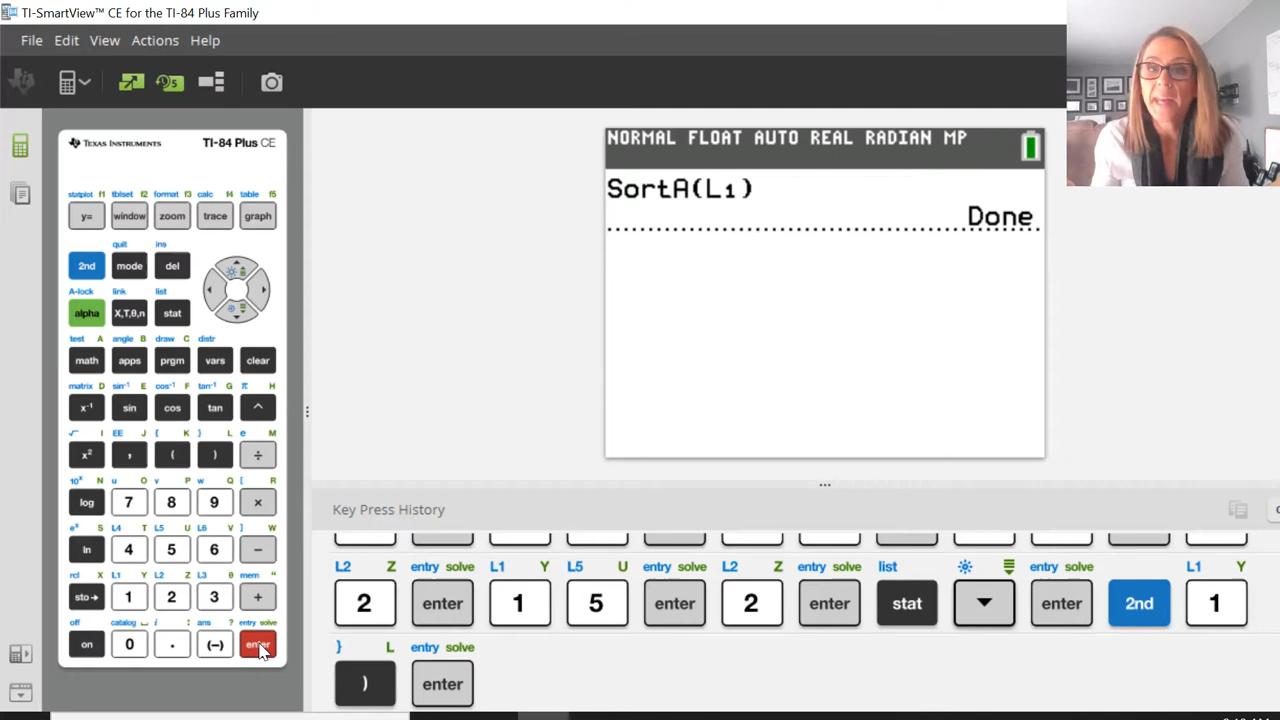 TI-SmartView™ CE for the TI-84 Plus Family
File Edit View Actions Help
TEXAS INSTRUMENTS TI-84 Plus CE
statplot f1 tblset f2 format f3 calc f4 table f5
y= window zoom trace graph
quit ins
2nd mode del
A-lock link list
alpha X,T,θ,n stat
test A angle B draw C distr
math apps prgm vars clear
matrix D sin⁻¹ E cos⁻¹ F tan⁻¹ G π H
x⁻¹ sin cos tan ^
√ I EE J { K } L e M
x² , ( ) ÷
10ˣ N u O v P w Q [ R
log 7 8 9 ×
eˣ S L4 T L5 U L6 V ] W
ln 4 5 6 −
rcl X L1 Y L2 Z L3 θ mem “
sto→ 1 2 3 +
off catalog ⎵ i : ans ? entry solve
on 0 . (−) enter
NORMAL FLOAT AUTO REAL RADIAN MP
SortA(L₁)
Done
Key Press History
L2 Z entry solve L1 Y L5 U entry solve L2 Z entry solve list entry solve L1 Y
2 enter 1 5 enter 2 enter stat enter 2nd 1
} L entry solve
) enter